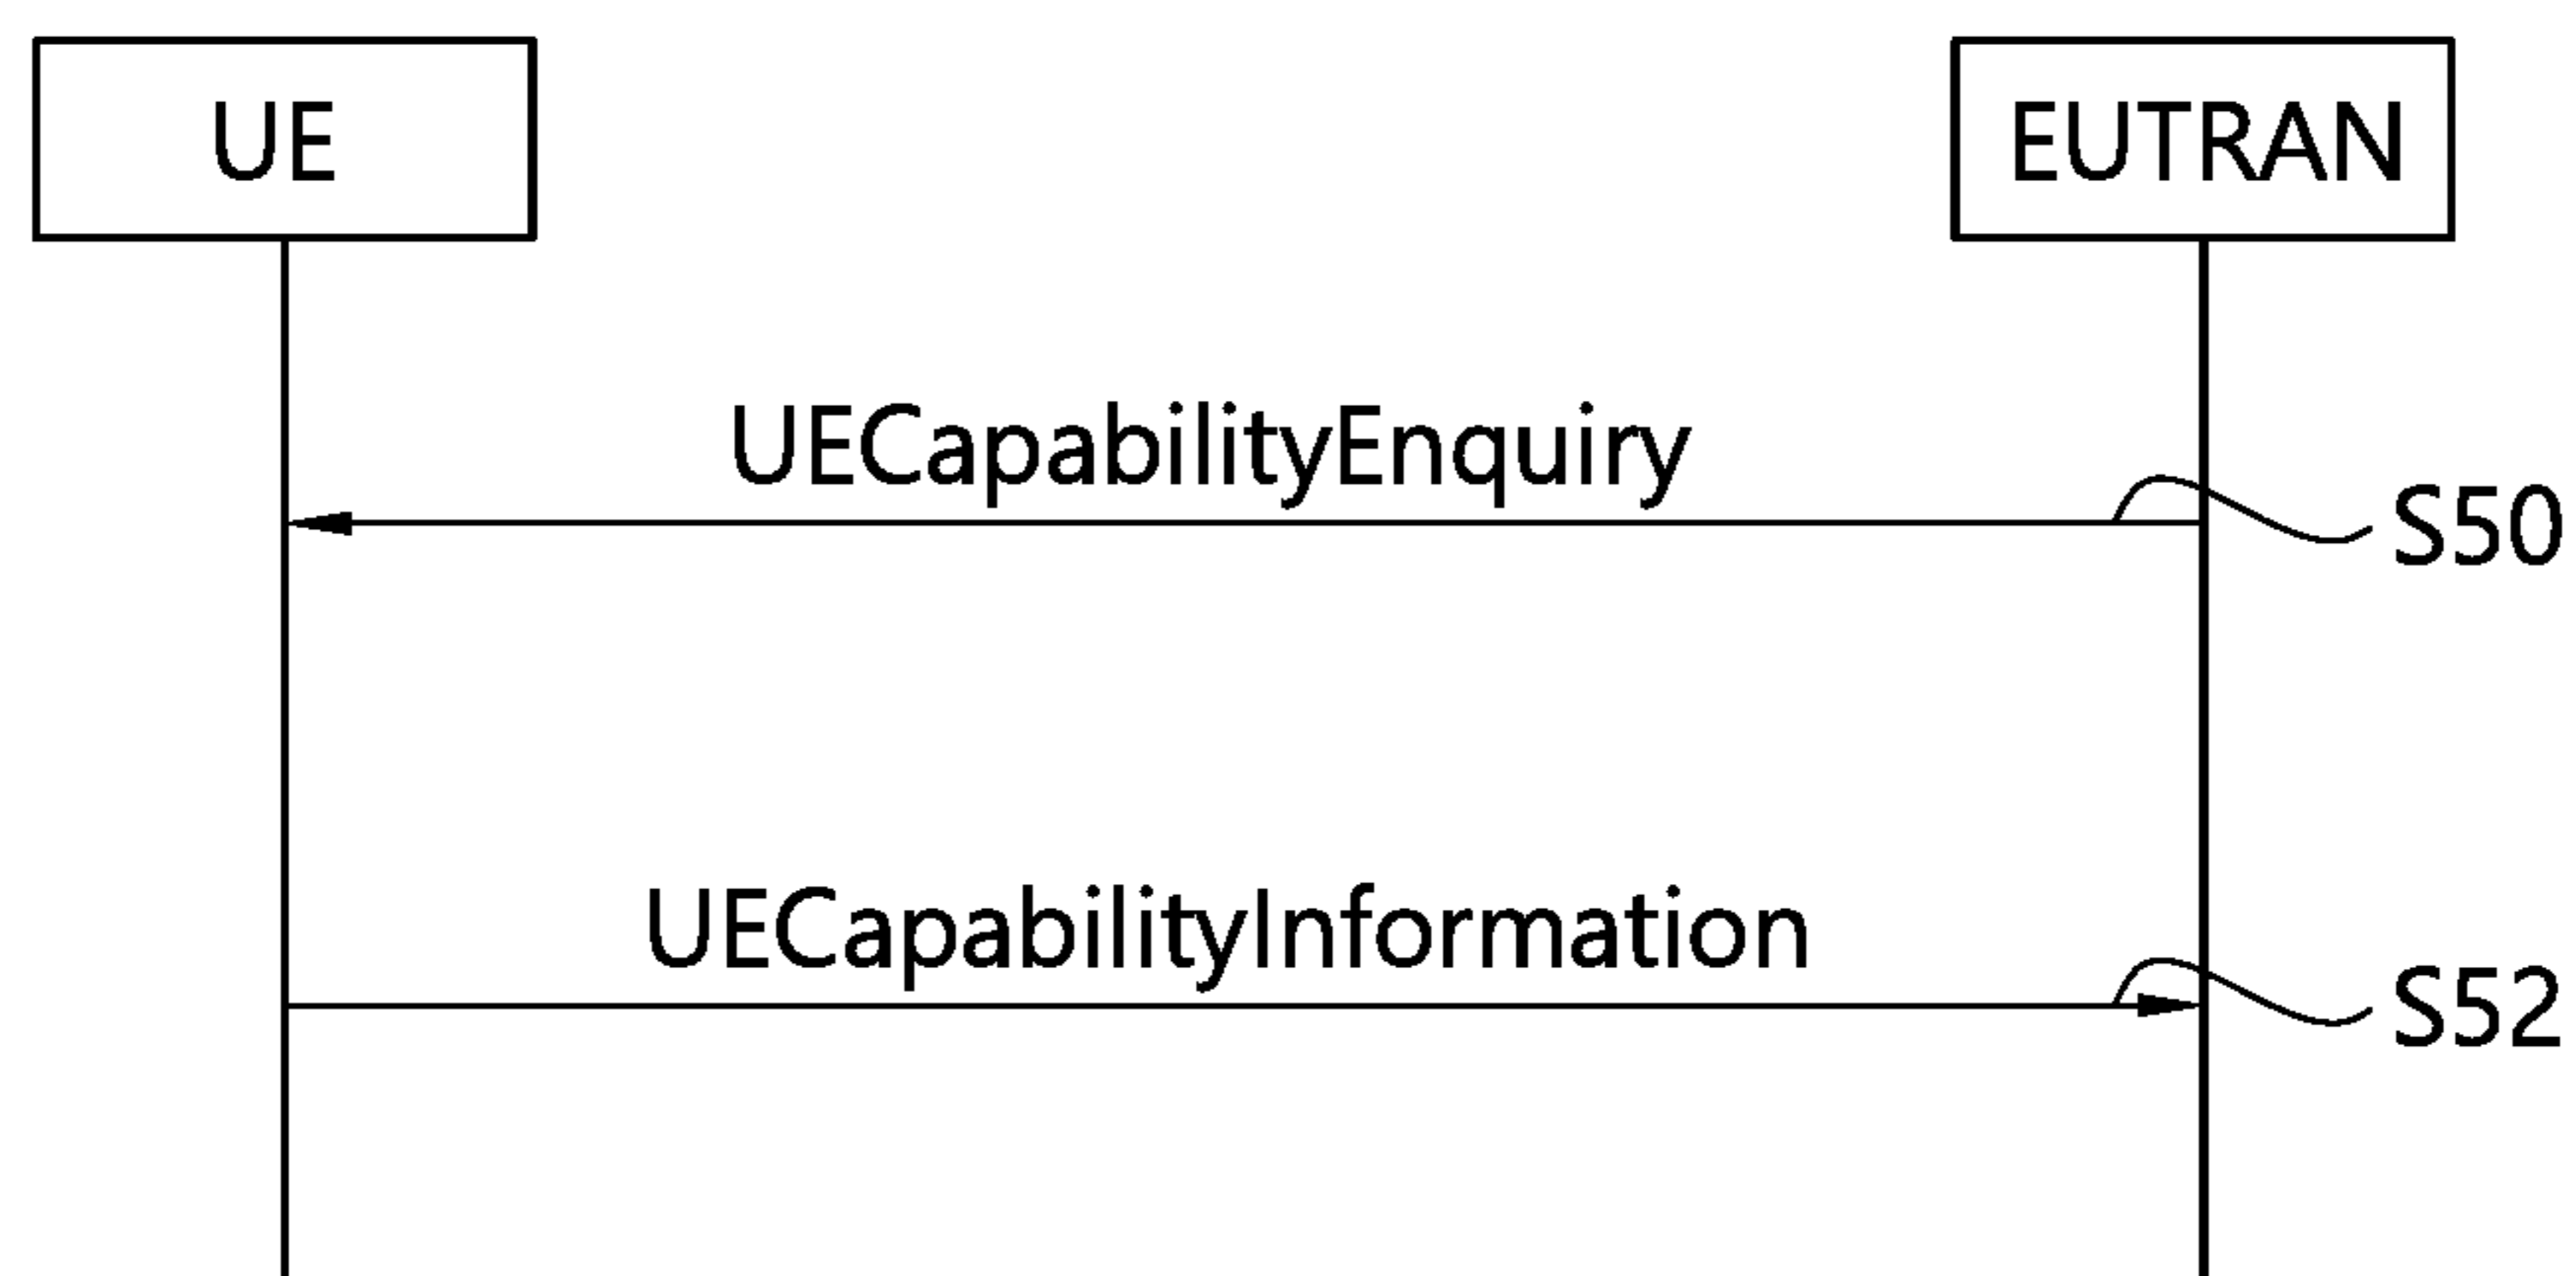 UE
EUTRAN
UECapabilityEnquiry
S50
UECapabilityInformation
S52